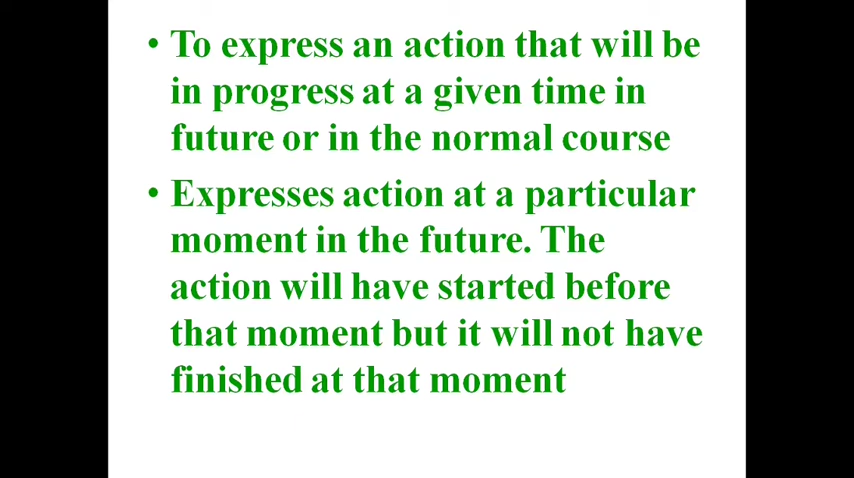 • To express an action that will be
in progress at a given time in
future or in the normal course
• Expresses action at a particular
moment in the future. The
action will have started before
that moment but it will not have
finished at that moment